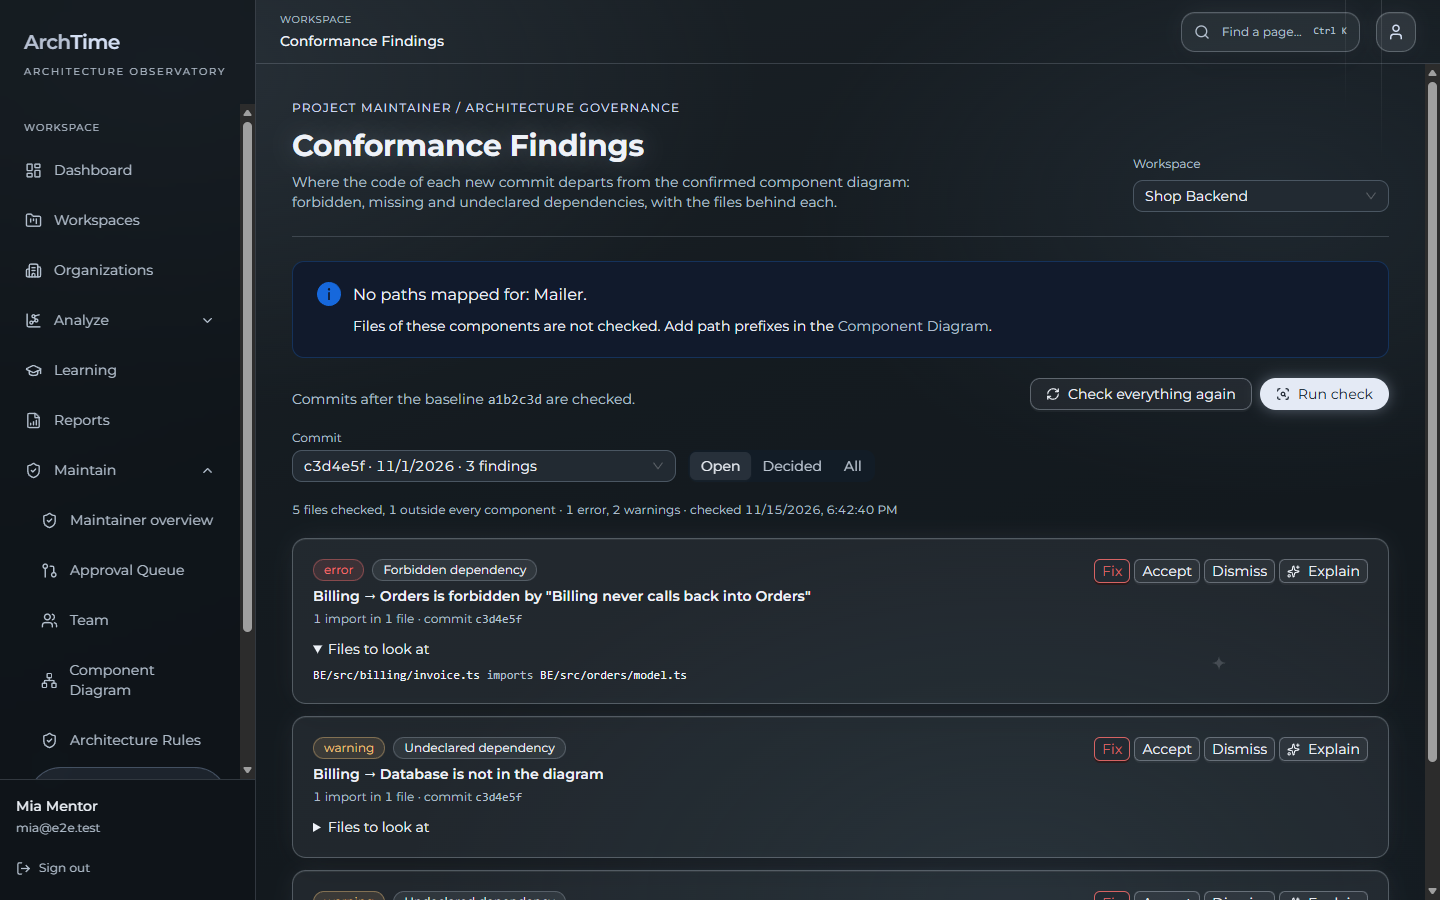 ArchTime
ARCHITECTURE OBSERVATORY
WORKSPACE
Dashboard
Workspaces
Organizations
Analyze
Learning
Reports
Maintain
Maintainer overview
Approval Queue
Team
Component
Diagram
Architecture Rules
Mia Mentor
mia@e2e.test
Sign out
WORKSPACE
Conformance Findings
Find a page... Ctrl K
PROJECT MAINTAINER / ARCHITECTURE GOVERNANCE
Conformance Findings
Where the code of each new commit departs from the confirmed component diagram:
forbidden, missing and undeclared dependencies, with the files behind each.
Workspace
Shop Backend
No paths mapped for: Mailer.
Files of these components are not checked. Add path prefixes in the Component Diagram.
Commits after the baseline a1b2c3d are checked.
Check everything again
Run check
Commit
c3d4e5f · 11/1/2026 · 3 findings
Open Decided All
5 files checked, 1 outside every component · 1 error, 2 warnings · checked 11/15/2026, 6:42:40 PM
error Forbidden dependency
Fix Accept Dismiss Explain
Billing → Orders is forbidden by "Billing never calls back into Orders"
1 import in 1 file · commit c3d4e5f
▼ Files to look at
BE/src/billing/invoice.ts imports BE/src/orders/model.ts
warning Undeclared dependency
Fix Accept Dismiss Explain
Billing → Database is not in the diagram
1 import in 1 file · commit c3d4e5f
▶ Files to look at
warning Undeclared dependency
Fix Accept Dismiss Explain